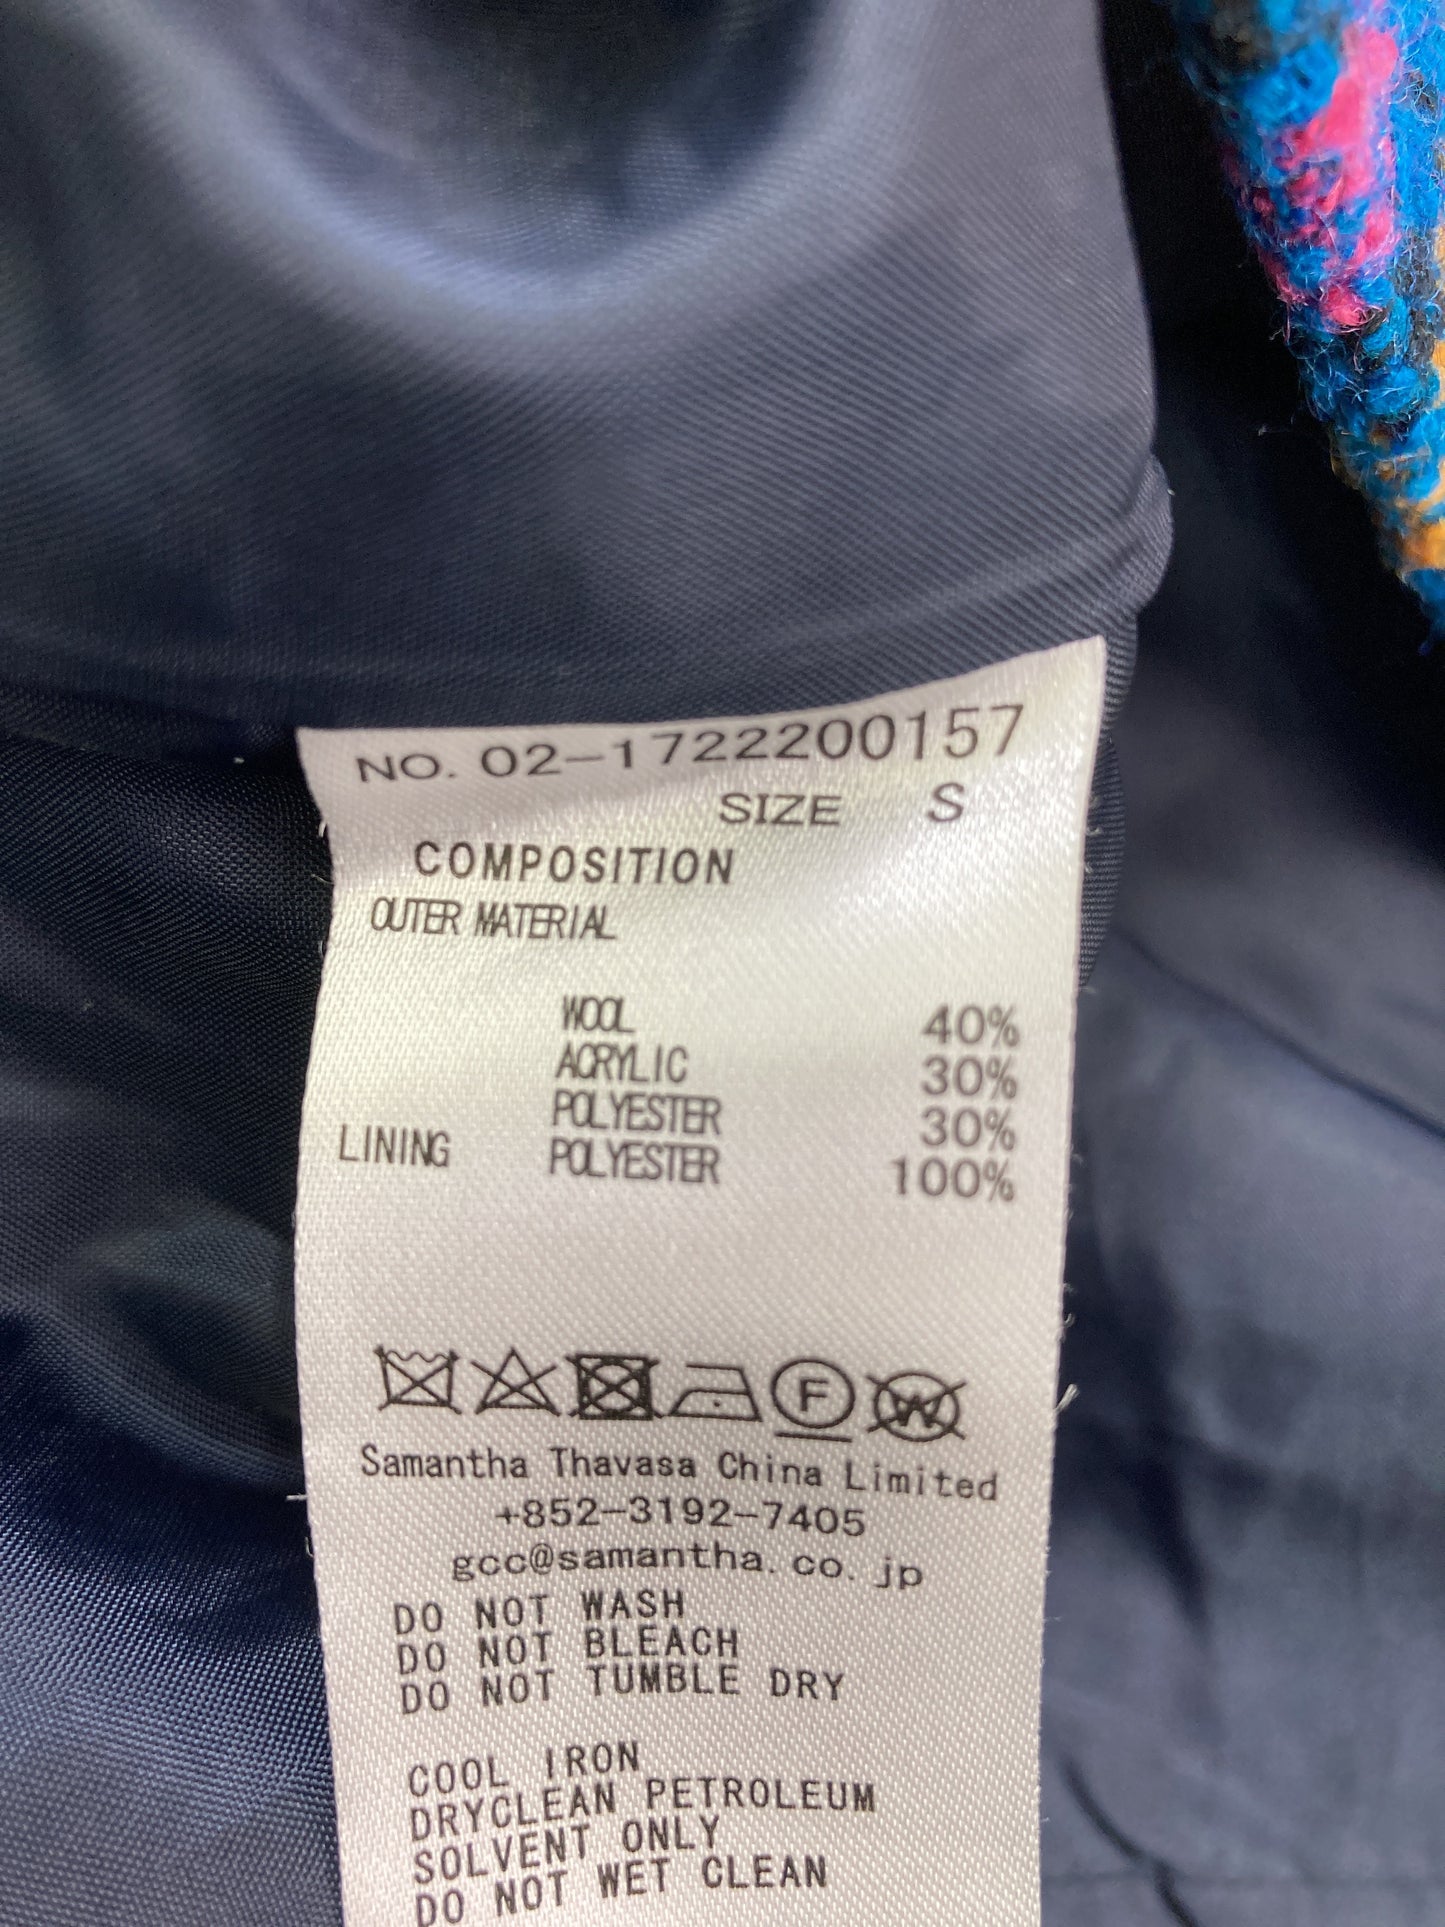 NO. 02-1722200157
SIZE S
COMPOSITION
OUTER MATERIAL
WOOL 40%
ACRYLIC 30%
POLYESTER 30%
LINING POLYESTER 100%
F W
Samantha Thavasa China Limited
+852-3192-7405
gcc@samantha.co.jp
DO NOT WASH
DO NOT BLEACH
DO NOT TUMBLE DRY
COOL IRON
DRYCLEAN PETROLEUM
SOLVENT ONLY
DO NOT WET CLEAN